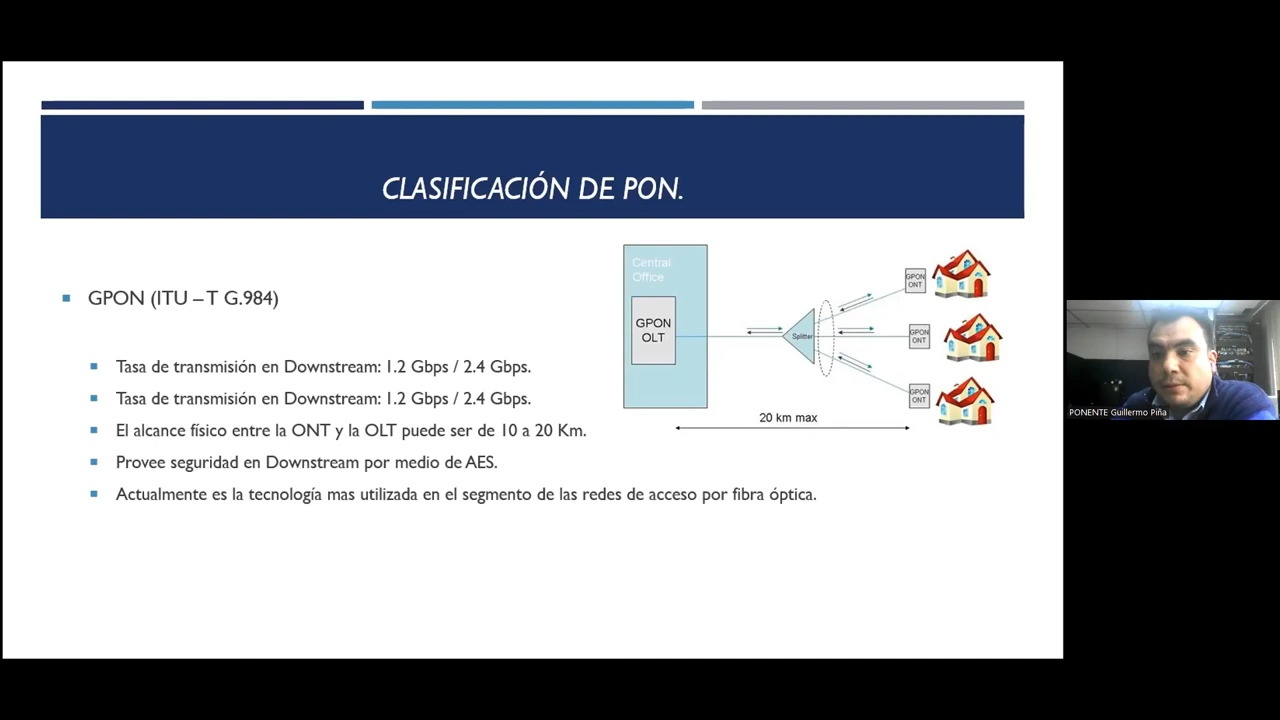 CLASIFICACIÓN DE PON.
GPON (ITU – T G.984)
Tasa de transmisión en Downstream: 1.2 Gbps / 2.4 Gbps.
Tasa de transmisión en Downstream: 1.2 Gbps / 2.4 Gbps.
El alcance físico entre la ONT y la OLT puede ser de 10 a 20 Km.
Provee seguridad en Downstream por medio de AES.
Actualmente es la tecnología mas utilizada en el segmento de las redes de acceso por fibra óptica.
Central
Office
GPON
OLT
Splitter
GPON
ONT
GPON
ONT
GPON
ONT
20 km max
PONENTE Guillermo Piña